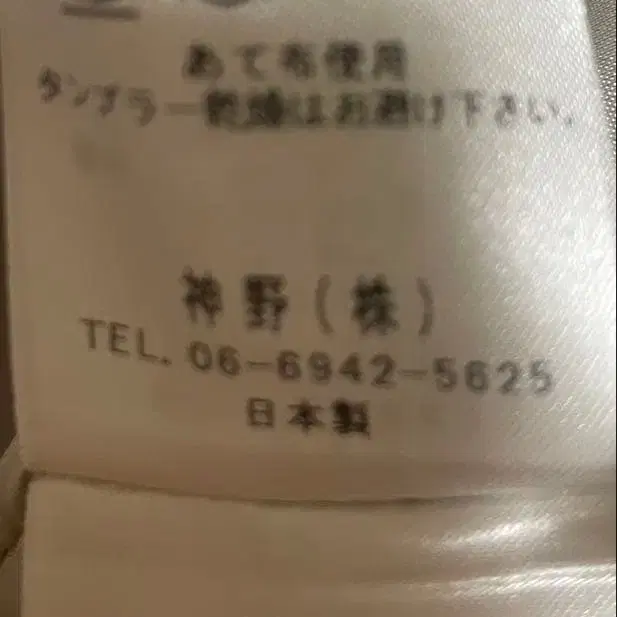 あて布使用
タンブラー乾燥はお避け下さい。
神野(株)
TEL. 06-6942-5625
日本製